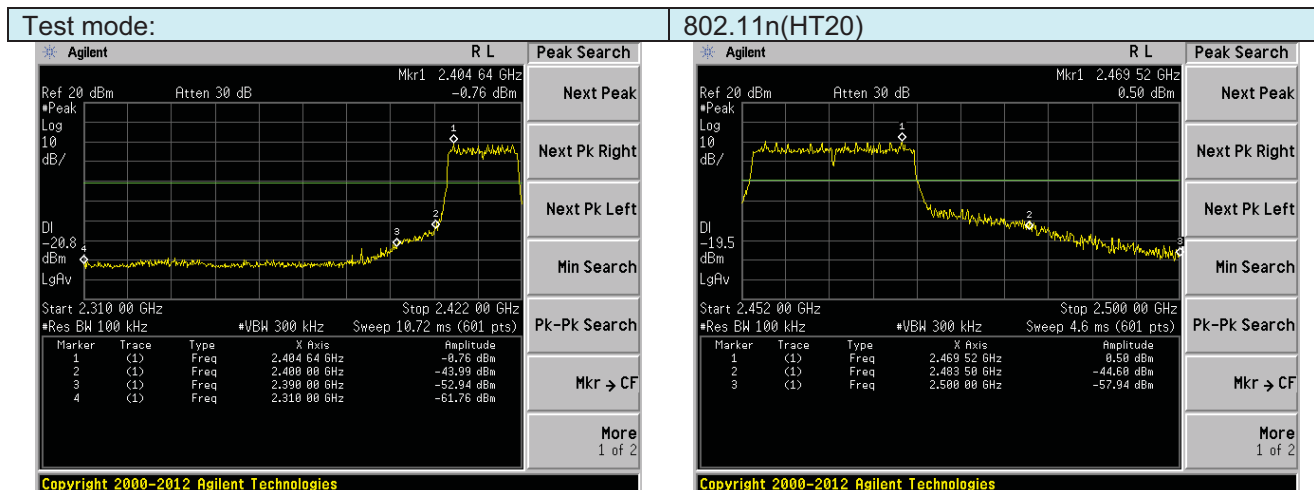 Test mode: 802.11n(HT20)
Agilent R L Peak Search
Mkr1 2.404 64 GHz
Ref 20 dBm Atten 30 dB -0.76 dBm
#Peak
Log
10
dB/
1
2
3
4
DI
-20.8
dBm
LgAv
Start 2.310 00 GHz Stop 2.422 00 GHz
#Res BW 100 kHz #VBW 300 kHz Sweep 10.72 ms (601 pts)
Marker Trace Type X Axis Amplitude
1 (1) Freq 2.404 64 GHz -0.76 dBm
2 (1) Freq 2.400 00 GHz -43.99 dBm
3 (1) Freq 2.390 00 GHz -52.94 dBm
4 (1) Freq 2.310 00 GHz -61.76 dBm
Next Peak
Next Pk Right
Next Pk Left
Min Search
Pk-Pk Search
Mkr → CF
More
1 of 2
Copyright 2000-2012 Agilent Technologies
Agilent R L Peak Search
Mkr1 2.469 52 GHz
Ref 20 dBm Atten 30 dB 0.50 dBm
#Peak
Log
10
dB/
1
2
3
DI
-19.5
dBm
LgAv
Start 2.452 00 GHz Stop 2.500 00 GHz
#Res BW 100 kHz #VBW 300 kHz Sweep 4.6 ms (601 pts)
Marker Trace Type X Axis Amplitude
1 (1) Freq 2.469 52 GHz 0.50 dBm
2 (1) Freq 2.483 50 GHz -44.60 dBm
3 (1) Freq 2.500 00 GHz -57.94 dBm
Next Peak
Next Pk Right
Next Pk Left
Min Search
Pk-Pk Search
Mkr → CF
More
1 of 2
Copyright 2000-2012 Agilent Technologies